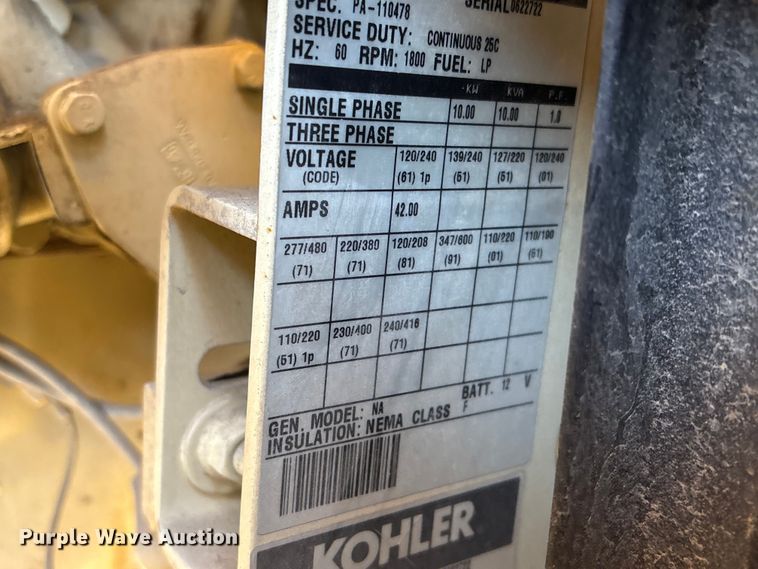 SPEC. PA-110478 SERIAL 0622722
SERVICE DUTY: CONTINUOUS 25C
HZ: 60 RPM: 1800 FUEL: LP
KW KVA P.F.
SINGLE PHASE 10.00 10.00 1.0
THREE PHASE
VOLTAGE 120/240 139/240 127/220 120/240
(CODE) (61) 1p (51) (61) (01)
AMPS 42.00
277/480 220/380 120/208 347/600 110/220 110/190
(71) (71) (81) (91) (01) (61)
110/220 230/400 240/416
(51) 1p (71) (71)
GEN. MODEL: NA BATT. 12 V
INSULATION: NEMA CLASS F
KOHLER
Purple Wave Auction